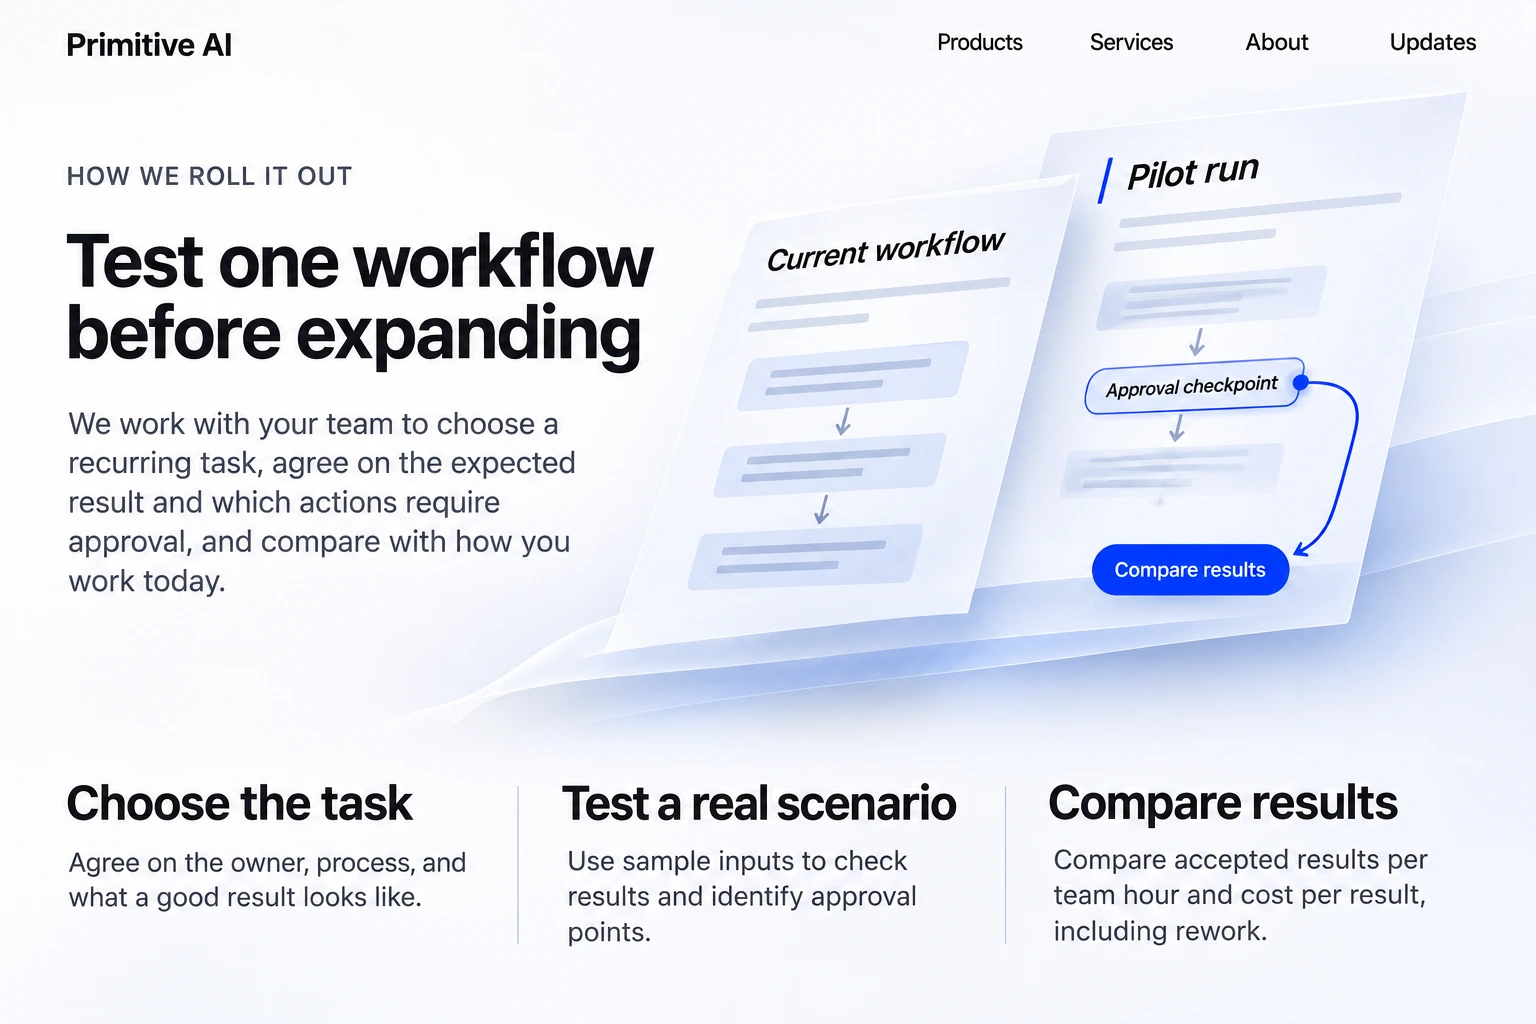 Primitive AI
Products
Services
About
Updates
HOW WE ROLL IT OUT
Test one workflow
before expanding
We work with your team to choose a
recurring task, agree on the expected
result and which actions require
approval, and compare with how you
work today.
Current workflow
Pilot run
Approval checkpoint
Compare results
Choose the task
Agree on the owner, process, and
what a good result looks like.
Test a real scenario
Use sample inputs to check
results and identify approval
points.
Compare results
Compare accepted results per
team hour and cost per result,
including rework.